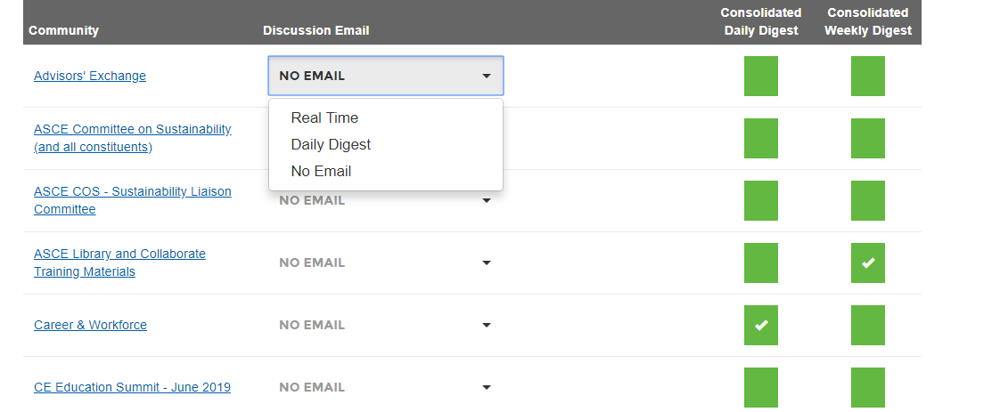 Community Discussion Email Consolidated Daily Digest Consolidated Weekly Digest
Advisors' Exchange NO EMAIL
Real Time
Daily Digest
No Email
ASCE Committee on Sustainability
(and all constituents)
ASCE COS - Sustainability Liaison
Committee
NO EMAIL
ASCE Library and Collaborate
Training Materials
NO EMAIL
Career & Workforce NO EMAIL
CE Education Summit - June 2019 NO EMAIL